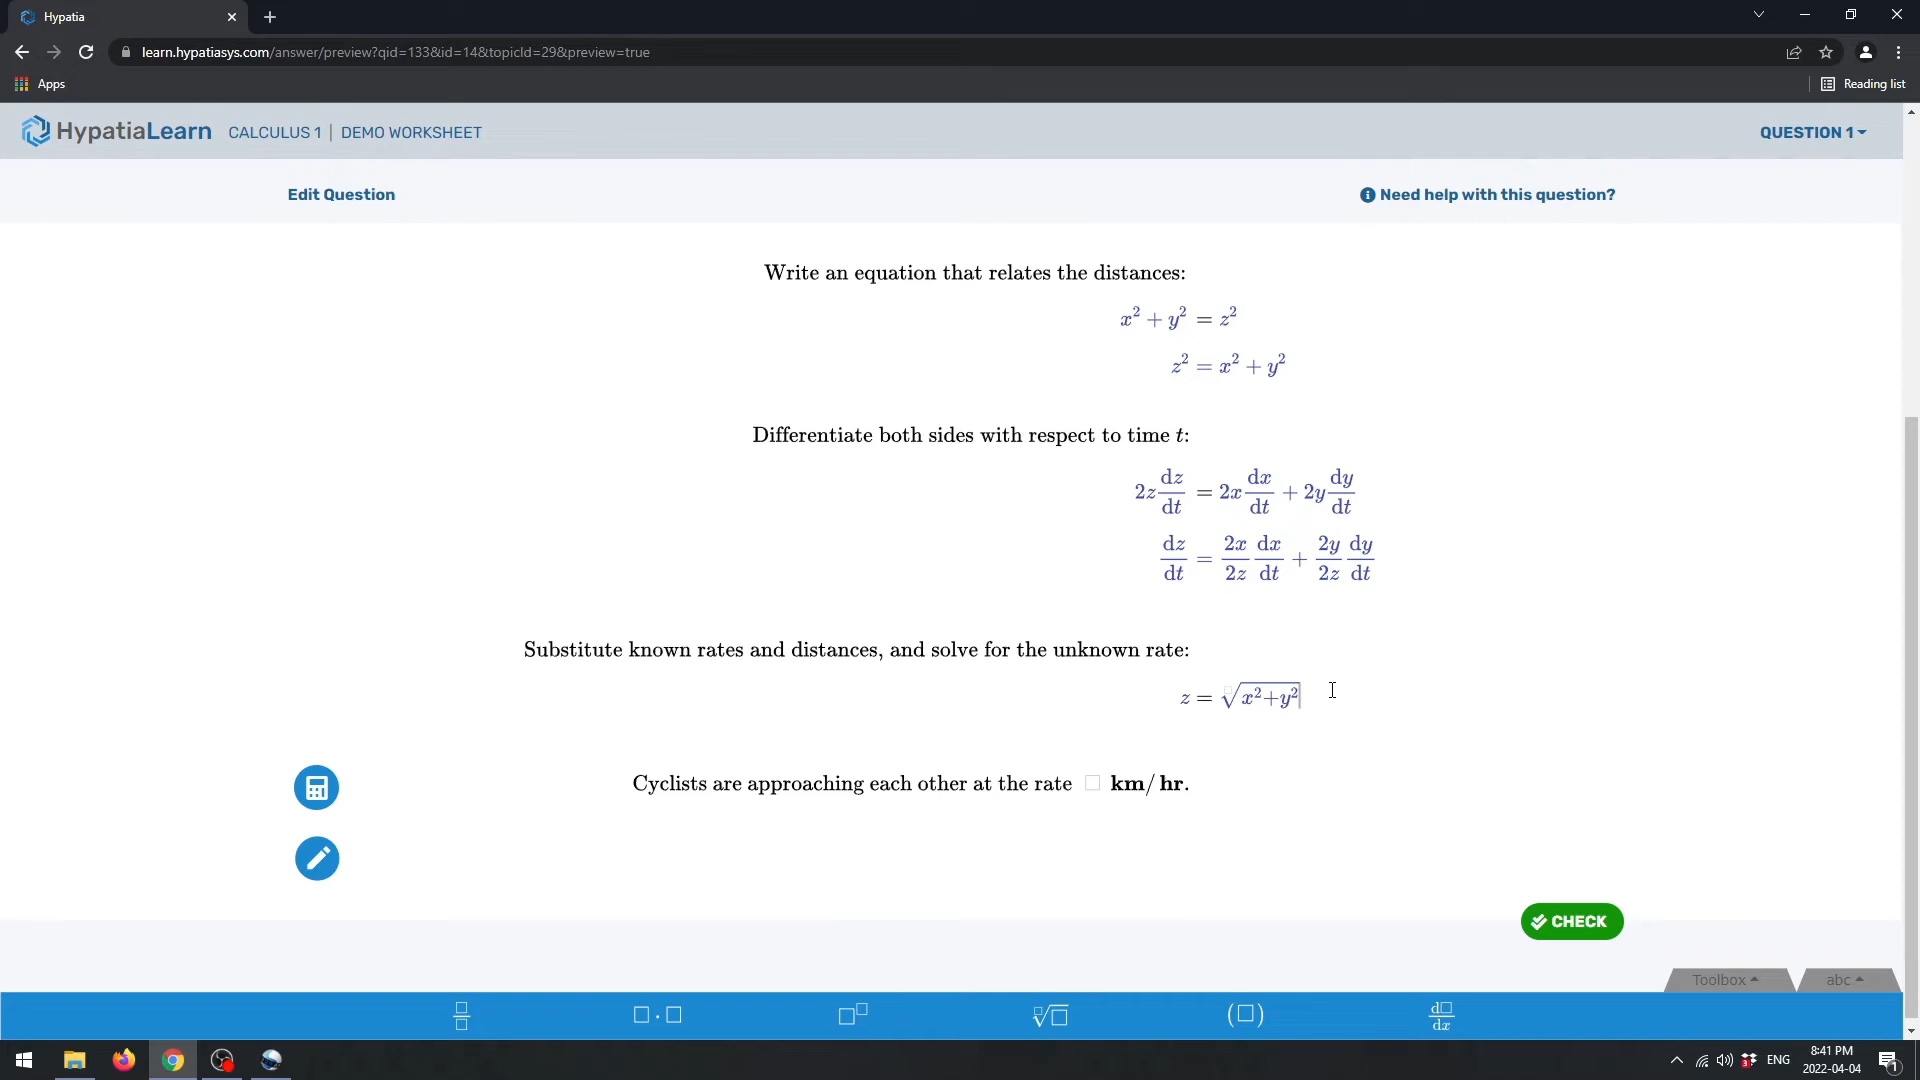 Hypatia
learn.hypatiasys.com/answer/preview?qid=133&id=14&topicId=29&preview=true
Apps
Reading list
HypatiaLearn CALCULUS 1 | DEMO WORKSHEET QUESTION 1
Edit Question
Need help with this question?
Write an equation that relates the distances:
x² + y² = z²
z² = x² + y²
Differentiate both sides with respect to time t:
2z dz/dt = 2x dx/dt + 2y dy/dt
dz/dt = 2x/2z dx/dt + 2y/2z dy/dt
Substitute known rates and distances, and solve for the unknown rate:
z = √x²+y²
Cyclists are approaching each other at the rate □ km/hr.
CHECK
Toolbox
abc
□/□ □·□ □^□ √□ (□) d□/dx
ENG
8:41 PM
2022-04-04
3
1